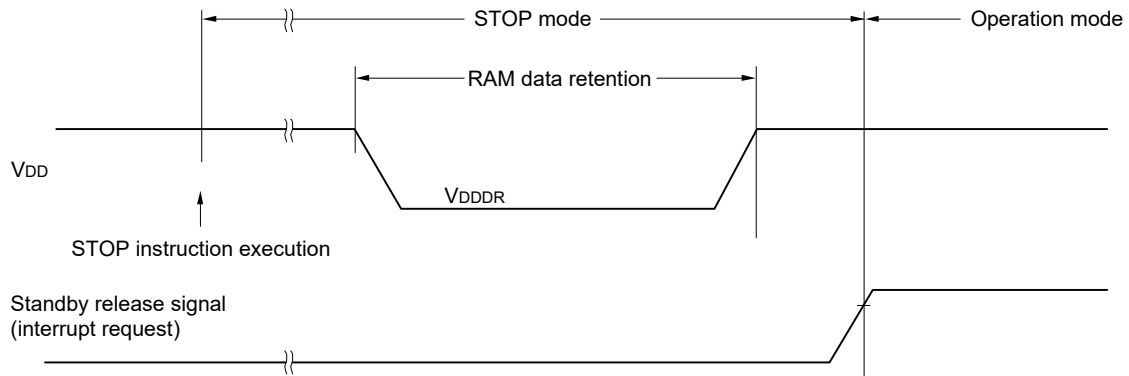 STOP mode
Operation mode
RAM data retention
VDD
VDDDR
STOP instruction execution
Standby release signal
(interrupt request)